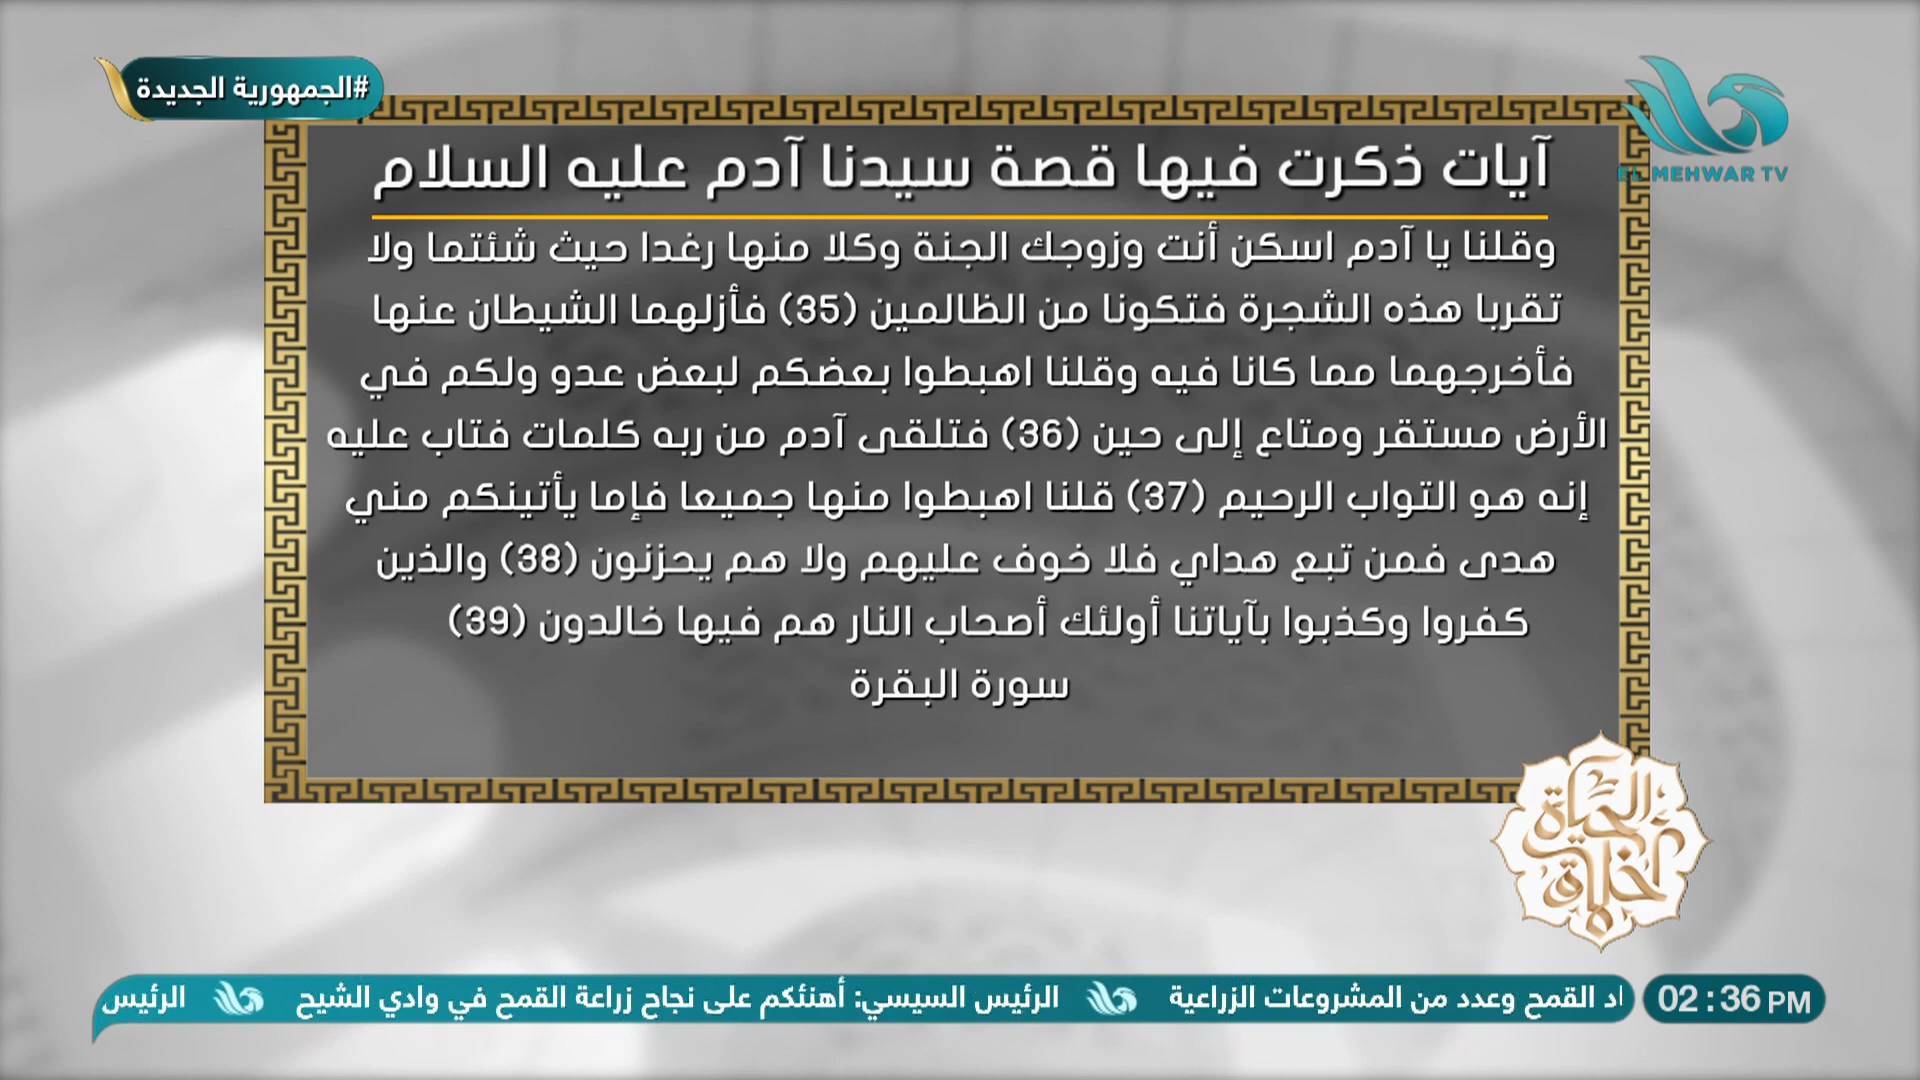 #الجمهورية الجديدة
EL MEHWAR TV
آيات ذكرت فيها قصة سيدنا آدم عليه السلام
وقلنا يا آدم اسكن أنت وزوجك الجنة وكلا منها رغدا حيث شئتما ولا
تقربا هذه الشجرة فتكونا من الظالمين (35) فأزلهما الشيطان عنها
فأخرجهما مما كانا فيه وقلنا اهبطوا بعضكم لبعض عدو ولكم في
الأرض مستقر ومتاع إلى حين (36) فتلقى آدم من ربه كلمات فتاب عليه
إنه هو التواب الرحيم (37) قلنا اهبطوا منها جميعا فإما يأتينكم مني
هدى فمن تبع هداي فلا خوف عليهم ولا هم يحزنون (38) والذين
كفروا وكذبوا بآياتنا أولئك أصحاب النار هم فيها خالدون (39)
سورة البقرة
الحياة أخلاق
اد القمح وعدد من المشروعات الزراعية الرئيس السيسي: أهنئكم على نجاح زراعة القمح في وادي الشيح الرئيس
02:36 PM